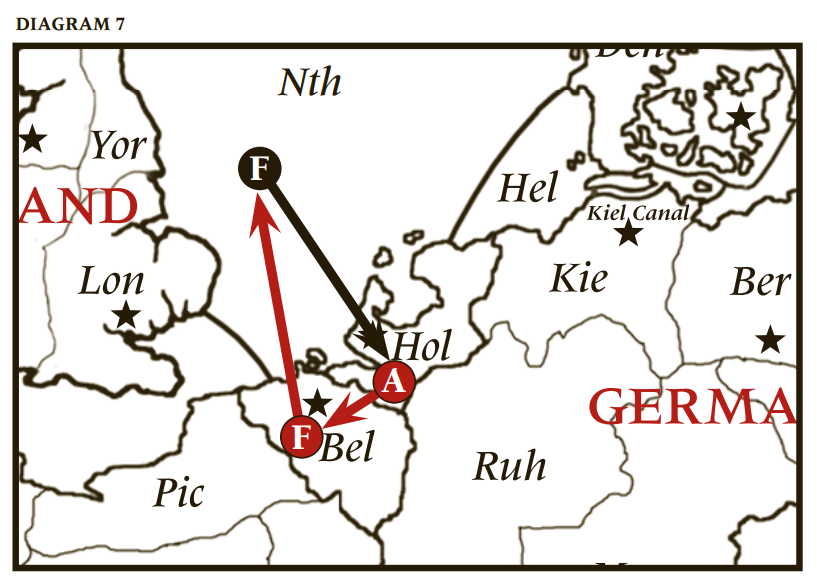 DIAGRAM 7
Den
Nth
Yor
F
Hel
AND
Kiel Canal
Lon
Kie
Ber
Hol
A
GERMA
F
Bel
Ruh
Pic